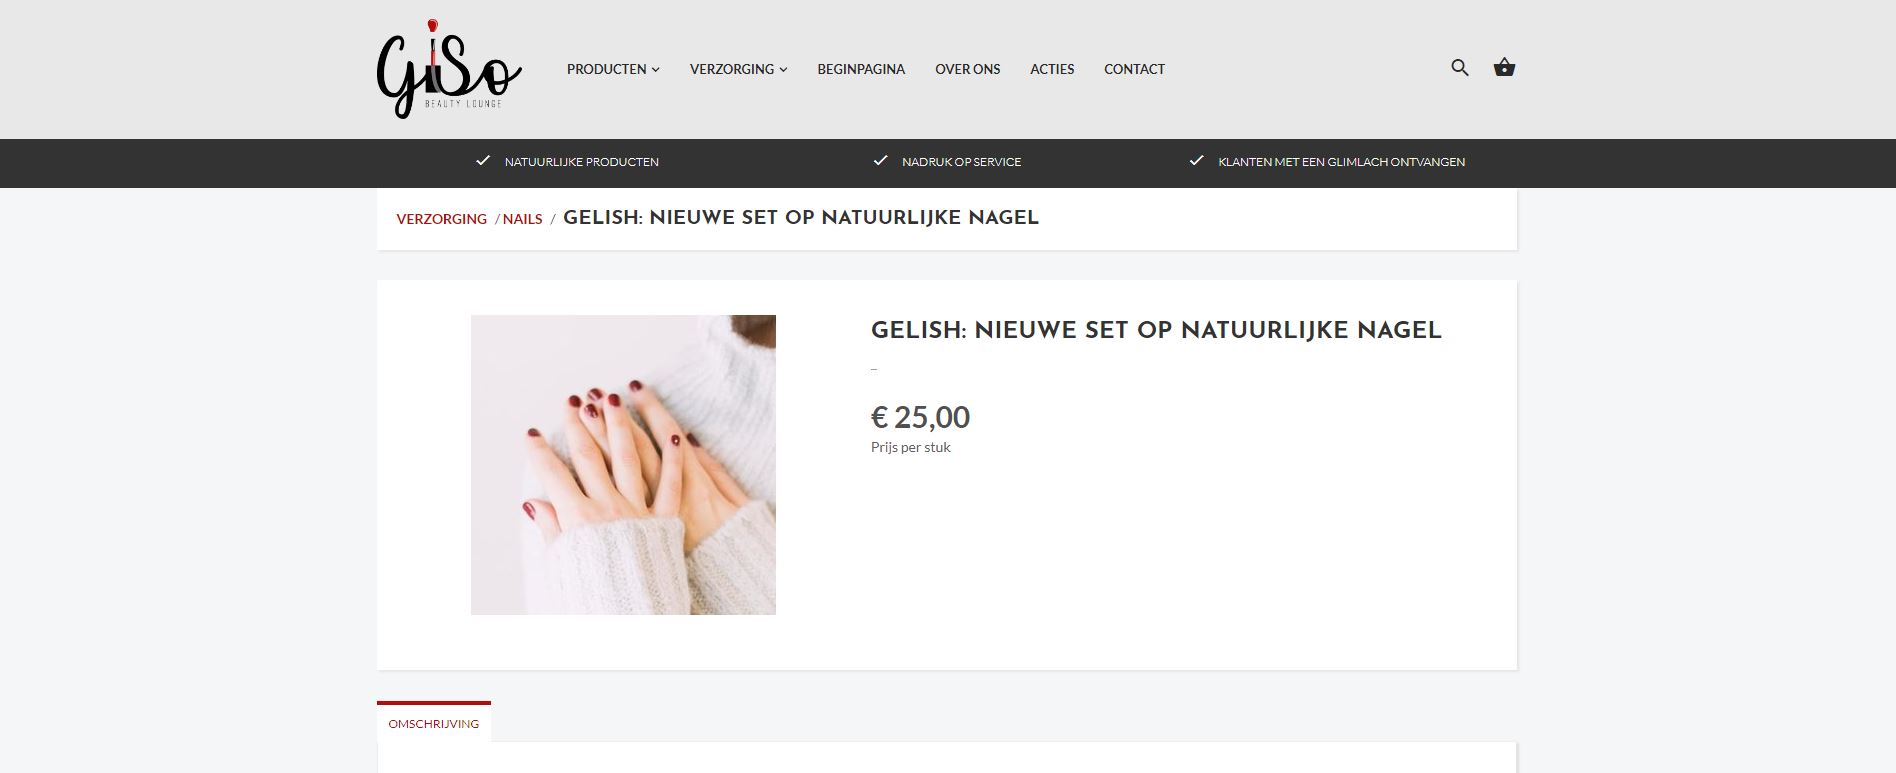 GiSo
BEAUTY LOUNGE
PRODUCTEN
VERZORGING
BEGINPAGINA
OVER ONS
ACTIES
CONTACT
NATUURLIJKE PRODUCTEN
NADRUK OP SERVICE
KLANTEN MET EEN GLIMLACH ONTVANGEN
VERZORGING / NAILS / GELISH: NIEUWE SET OP NATUURLIJKE NAGEL
GELISH: NIEUWE SET OP NATUURLIJKE NAGEL
–
€ 25,00
Prijs per stuk
OMSCHRIJVING